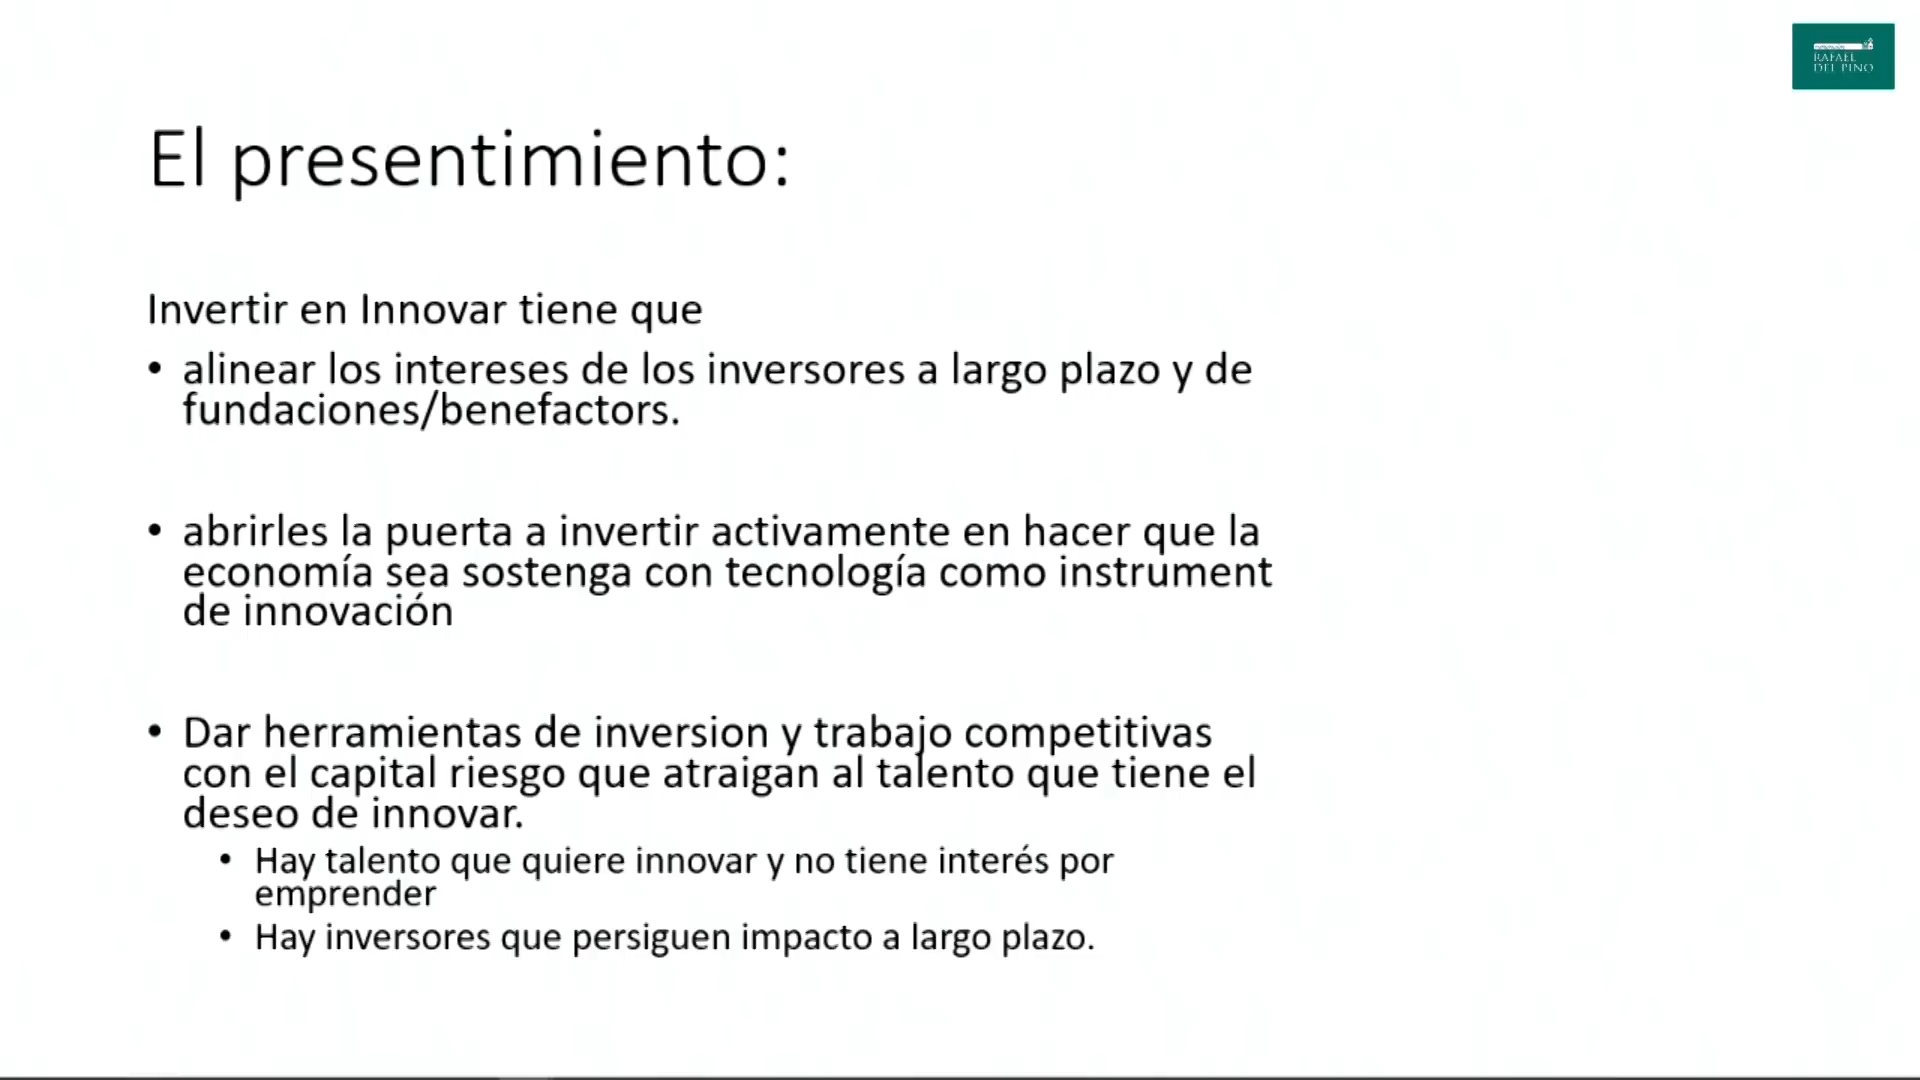 RAFAEL
DEL PINO
El presentimiento:
Invertir en Innovar tiene que
• alinear los intereses de los inversores a largo plazo y de
fundaciones/benefactors.
• abrirles la puerta a invertir activamente en hacer que la
economía sea sostenga con tecnología como instrument
de innovación
• Dar herramientas de inversion y trabajo competitivas
con el capital riesgo que atraigan al talento que tiene el
deseo de innovar.
• Hay talento que quiere innovar y no tiene interés por
emprender
• Hay inversores que persiguen impacto a largo plazo.